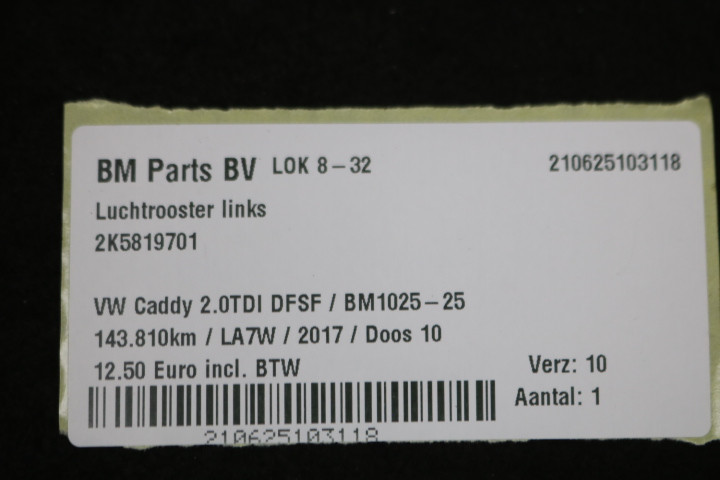 BM Parts BV LOK 8-32 210625103118
Luchtrooster links
2K5819701
VW Caddy 2.0TDI DFSF / BM1025-25
143.810km / LA7W / 2017 / Doos 10
12.50 Euro incl. BTW Verz: 10
Aantal: 1
210625103118